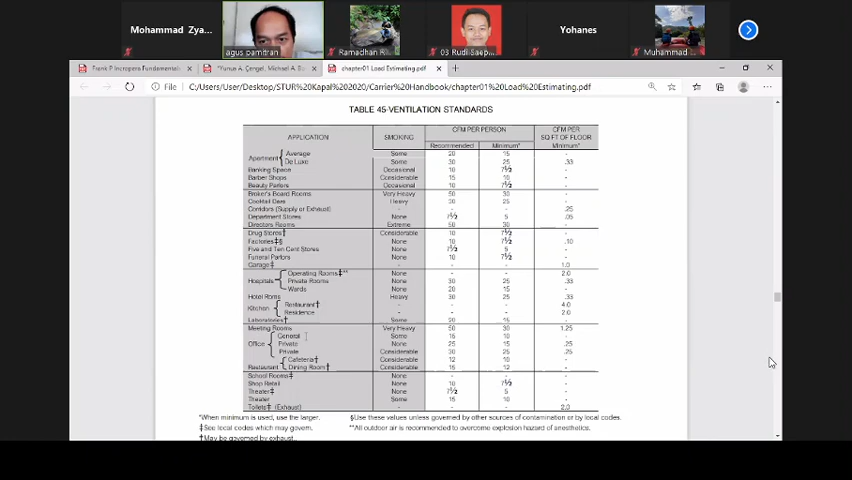 Mohammad Zya...
agus pamitran
Ramadhan Ri
03 Rudi Saep...
Yohanes
Muhammad
Frank P Incropera Fundamentals
"Yunus A. Çengel, Michael A. Bo
chapter01 Load Estimating.pdf
File C:/Users/User/Desktop/STUR%20Kapal%202020/Carrier%20Handbook/chapter01%20Load%20Estimating.pdf
TABLE 45-VENTILATION STANDARDS
APPLICATION SMOKING CFM PER PERSON CFM PER SQ FT OF FLOOR
Recommended Minimum* Minimum*
Apartment Average Some 20 15 -
De Luxe Some 30 25 .33
Banking Space Occasional 10 7½ -
Barber Shops Considerable 15 10 -
Beauty Parlors Occasional 10 7½ -
Broker's Board Rooms Very Heavy 50 30 -
Cocktail Bars Heavy 30 25 -
Corridors (Supply or Exhaust) - - - .25
Department Stores None 7½ 5 .05
Directors Rooms Extreme 50 30 -
Drug Stores† Considerable 10 7½ -
Factories‡§ None 10 7½ .10
Five and Ten Cent Stores None 7½ 5 -
Funeral Parlors None 10 7½ -
Garage‡ - - - 1.0
Hospitals Operating Rooms‡** None - - 2.0
Private Rooms None 30 25 .33
Wards None 20 15 -
Hotel Roms Heavy 30 25 .33
Kitchen Restaurant† - - - 4.0
Residence - - - 2.0
Laboratories† Some 20 15 -
Meeting Rooms Very Heavy 50 30 1.25
Office General Some 15 10 -
Private None 25 15 .25
Private Considerable 30 25 .25
Restaurant Cafeteria† Considerable 12 10 -
Dining Room† Considerable 15 12 -
School Rooms‡ None - - -
Shop Retail None 10 7½ -
Theater‡ None 7½ 5 -
Theater Some 15 10 -
Toilets‡ (Exhaust) - - - 2.0
*When minimum is used, use the larger. §Use these values unless governed by other sources of contamination or by local codes.
‡See local codes which may govern. **All outdoor air is recommended to overcome explosion hazard of anesthetics.
†May be governed by exhaust.